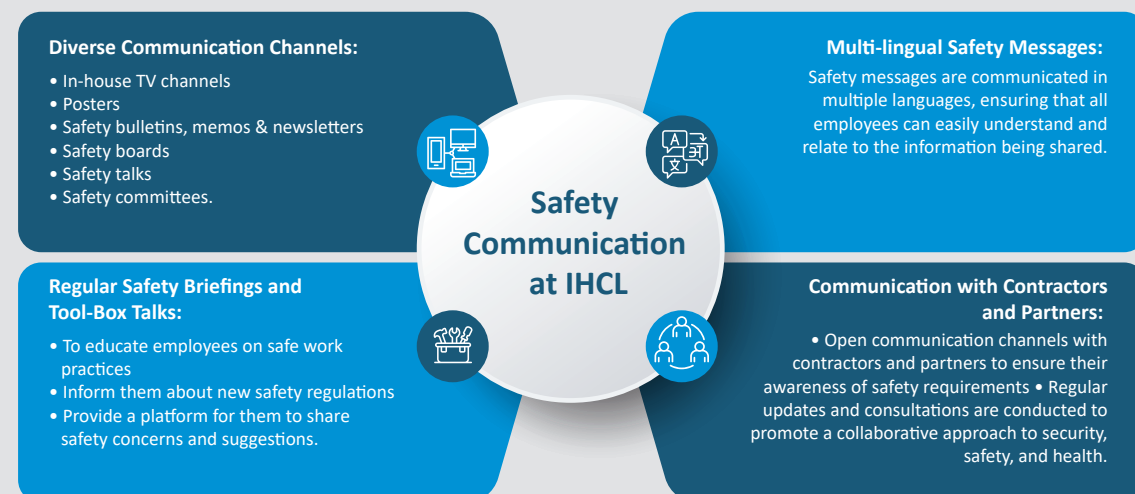 Diverse Communication Channels:
• In-house TV channels
• Posters
• Safety bulletins, memos & newsletters
• Safety boards
• Safety talks
• Safety committees.
Multi-lingual Safety Messages:
Safety messages are communicated in
multiple languages, ensuring that all
employees can easily understand and
relate to the information being shared.
A
अ
文
Safety
Communication
at IHCL
Regular Safety Briefings and
Tool-Box Talks:
• To educate employees on safe work
practices
• Inform them about new safety regulations
• Provide a platform for them to share
safety concerns and suggestions.
Communication with Contractors
and Partners:
• Open communication channels with
contractors and partners to ensure their
awareness of safety requirements • Regular
updates and consultations are conducted to
promote a collaborative approach to security,
safety, and health.